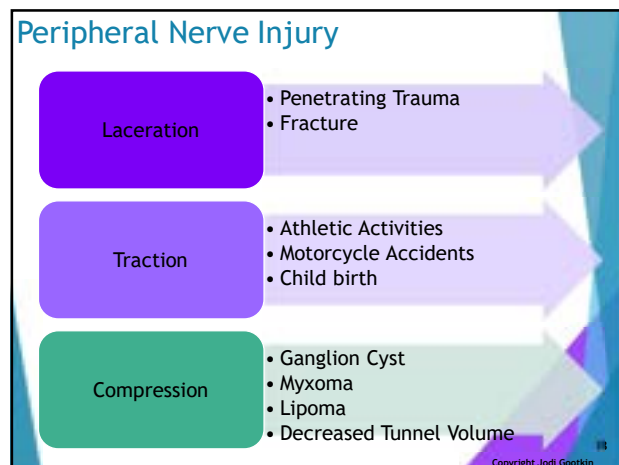 Peripheral Nerve Injury
Laceration
• Penetrating Trauma
• Fracture
Traction
• Athletic Activities
• Motorcycle Accidents
• Child birth
Compression
• Ganglion Cyst
• Myxoma
• Lipoma
• Decreased Tunnel Volume
Copyright Jodi Gootkin